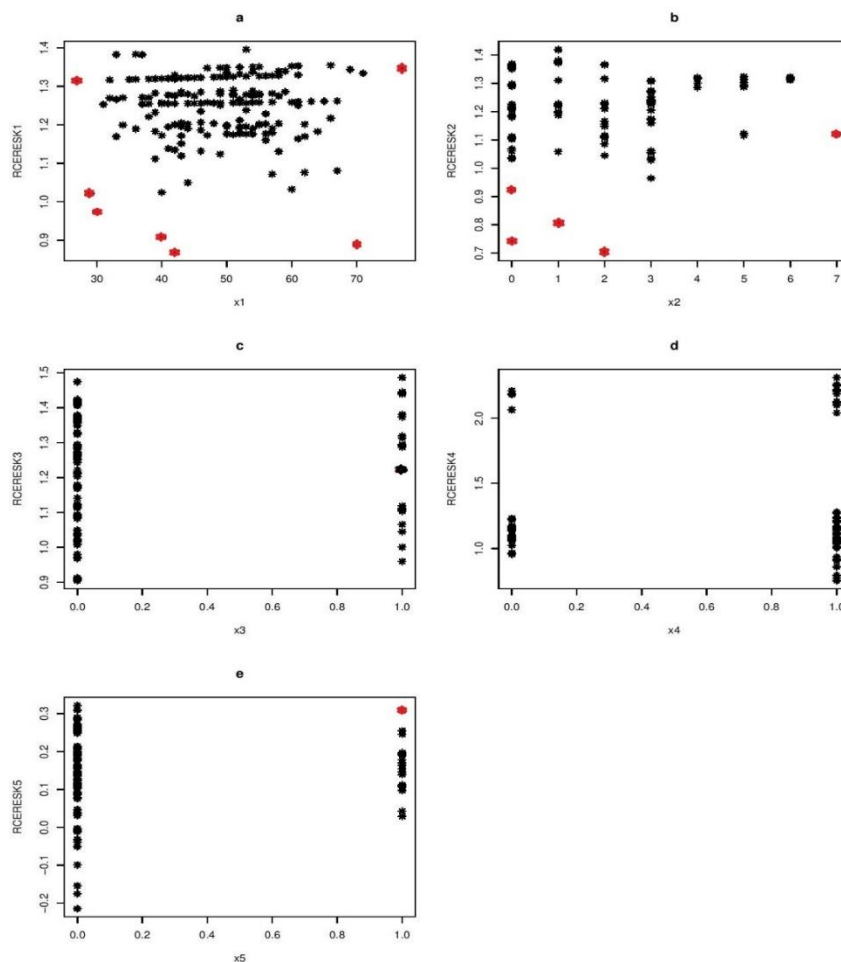 a
RCERESK1
1.4
1.3
1.2
1.1
1.0
0.9
30 40 50 60 70
x1
b
RCERESK2
1.4
1.3
1.2
1.1
1.0
0.9
0.8
0.7
0 1 2 3 4 5 6 7
x2
c
RCERESK3
1.5
1.4
1.3
1.2
1.1
1.0
0.9
0.0 0.2 0.4 0.6 0.8 1.0
x3
d
RCERESK4
2.0
1.5
1.0
0.0 0.2 0.4 0.6 0.8 1.0
x4
e
RCERESK5
0.3
0.2
0.1
0.0
−0.1
−0.2
0.0 0.2 0.4 0.6 0.8 1.0
x5